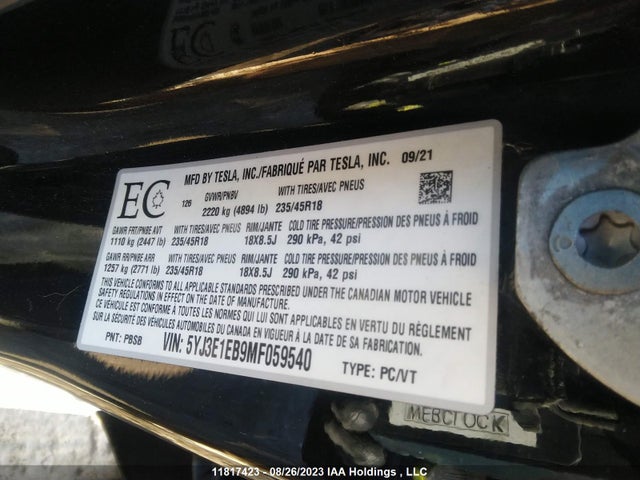 EC
MFD BY TESLA, INC./FABRIQUÉ PAR TESLA, INC. 09/21
126 GVWR/PNBV WITH TIRES/AVEC PNEUS
2220 kg (4894 lb) 235/45R18
GAWR FRT/PNBE AVT WITH TIRES/AVEC PNEUS RIM/JANTE COLD TIRE PRESSURE/PRESSION DES PNEUS À FROID
1110 kg (2447 lb) 235/45R18 18X8.5J 290 kPa, 42 psi
GAWR RR/PNBE ARR WITH TIRES/AVEC PNEUS RIM/JANTE COLD TIRE PRESSURE/PRESSION DES PNEUS À FROID
1257 kg (2771 lb) 235/45R18 18X8.5J 290 kPa, 42 psi
THIS VEHICLE CONFORMS TO ALL APPLICABLE STANDARDS PRESCRIBED UNDER THE CANADIAN MOTOR VEHICLE
SAFETY REGULATIONS IN EFFECT ON THE DATE OF MANUFACTURE.
CE VÉHICULE EST CONFORME À TOUTES LES NORMES QUI LUI SONT APPLICABLES EN VERTU DU RÈGLEMENT
SUR LA SÉCURITÉ DES VÉHICULES AUTOMOBILES DU CANADA EN VIGUEUR À LA DATE DE SA FABRICATION.
PNT: PBSB VIN: 5YJ3E1EB9MF059540 TYPE: PC/VT
MEBCLOCK
11817423 - 08/26/2023 IAA Holdings , LLC